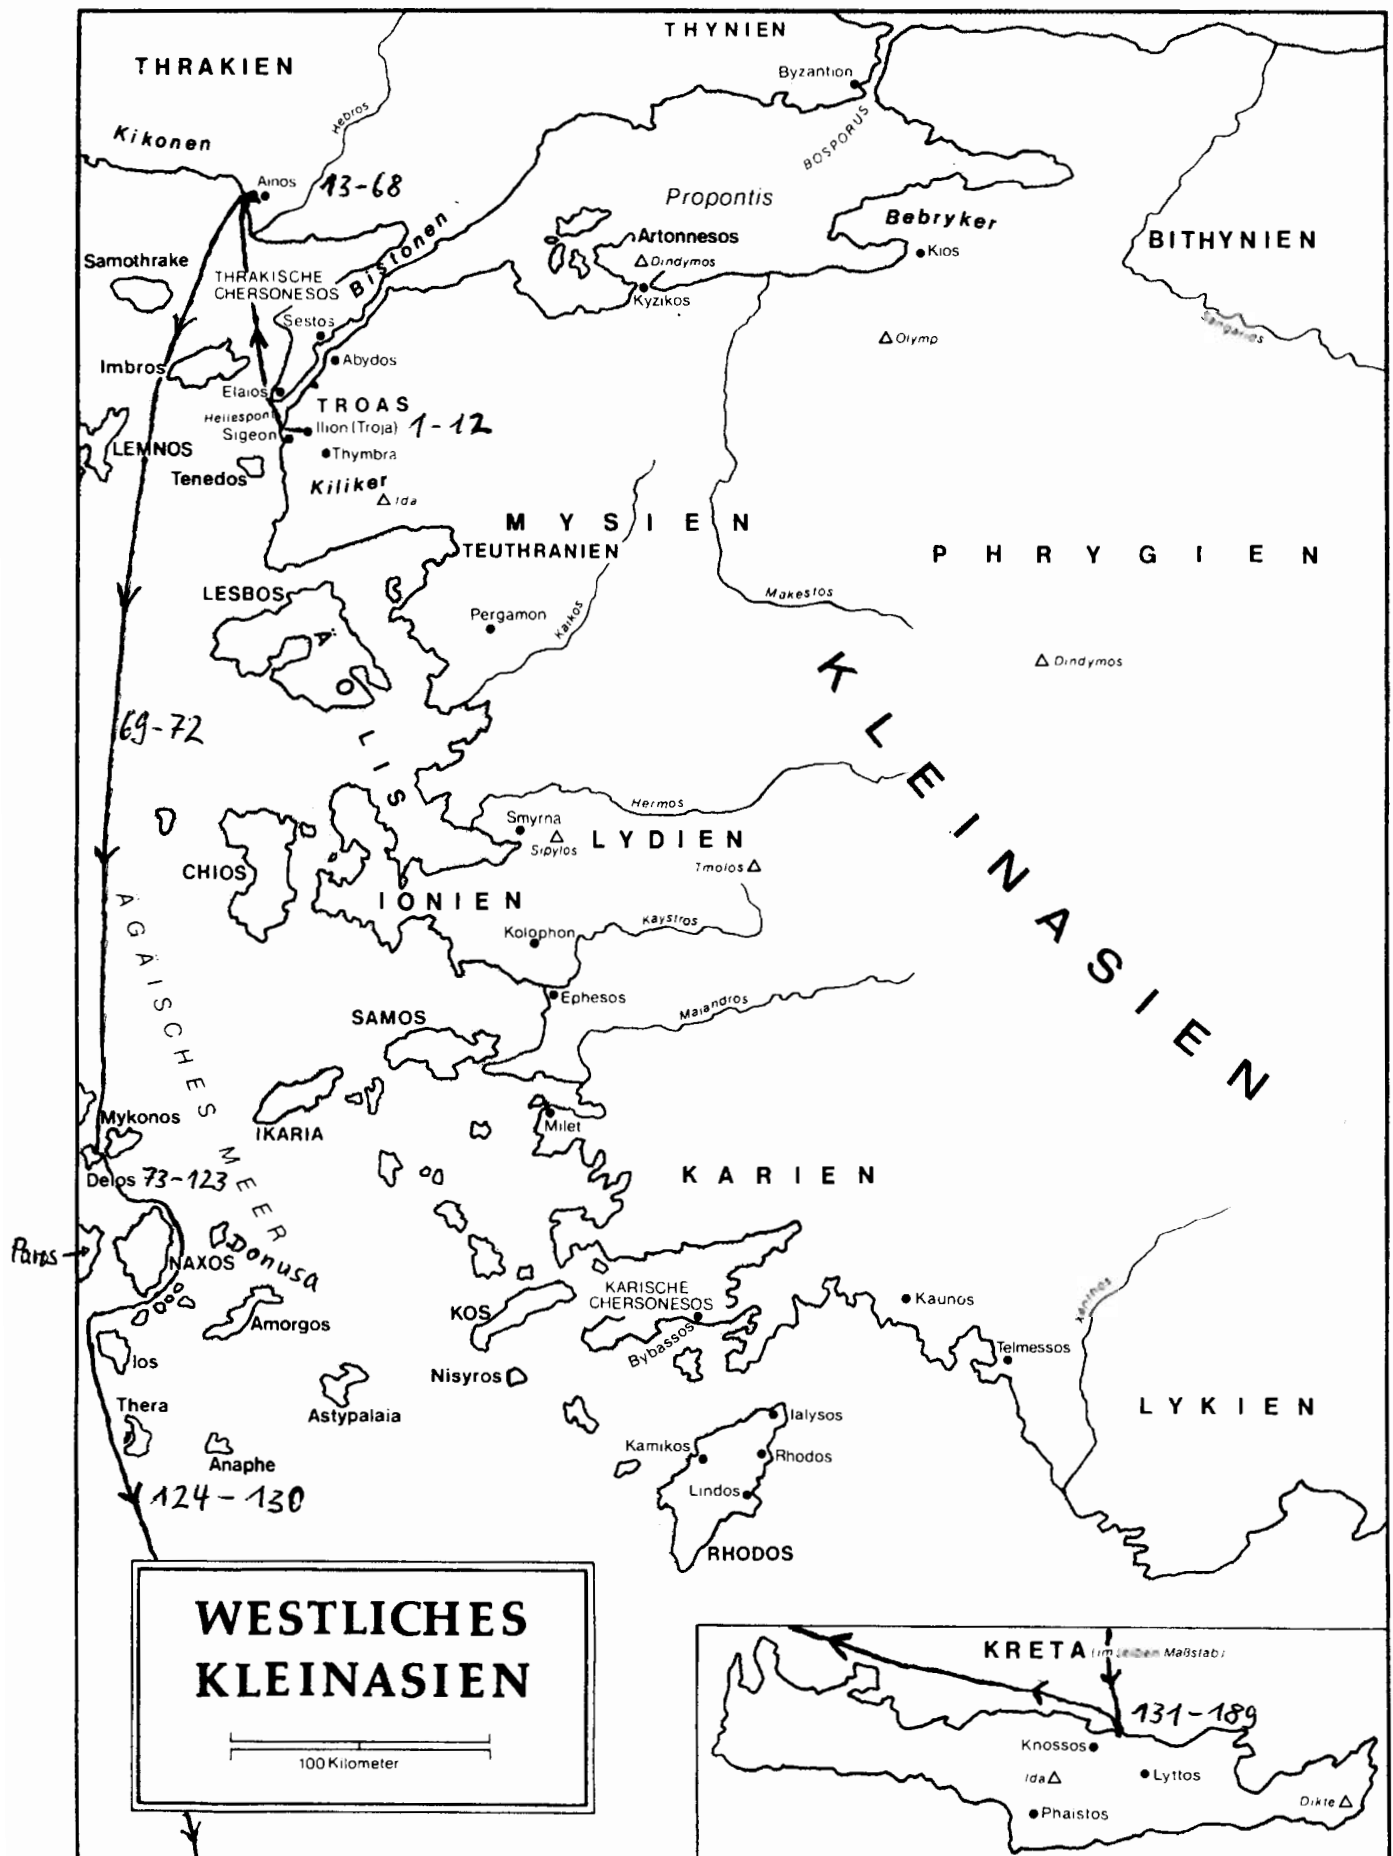 THYNIEN
THRAKIEN
Byzantion
Hebros
Kikonen
BOSPORUS
Ainos
13-68
Propontis
Bebryker
Artonnesos
BITHYNIEN
Kios
Samothrake
Dindymos
THRAKISCHE
CHERSONESOS
Bistonen
Kyzikos
Sestos
Sangarios
Olymp
Imbros
Abydos
Elaios
TROAS
Hellespont
Ilion (Troja) 1-12
Sigeon
LEMNOS
Thymbra
Tenedos
Kiliker
Ida
MYSIEN
TEUTHRANIEN
PHRYGIEN
LESBOS
Makestos
Pergamon
Kaikos
ÄOLIS
Dindymos
KLEINASIEN
69-72
Hermos
Smyrna
LYDIEN
Sipylos
Tmolos
CHIOS
IONIEN
ÄGÄISCHES MEER
Kaystros
Kolophon
Ephesos
Maiandros
SAMOS
Mykonos
IKARIA
Milet
Delos 73-123
KARIEN
Paros
NAXOS
Donusa
KARISCHE
CHERSONESOS
Kaunos
Xanthos
KOS
Amorgos
Bybassos
Telmessos
Ios
Nisyros
Thera
Astypalaia
LYKIEN
Ialysos
Kamikos
Rhodos
Anaphe
Lindos
124-130
RHODOS
WESTLICHES
KLEINASIEN
100 Kilometer
KRETA (im selben Maßstab)
131-189
Knossos
Ida
Lyttos
Dikte
Phaistos